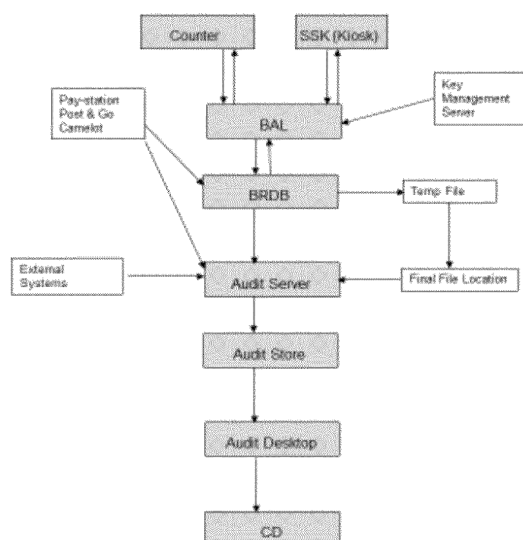 Counter
SSK (Kiosk)
Pay-station
Post & Go
Camelot
Key
Management
Server
BAL
BRDB
Temp File
External
Systems
Audit Server
Final File Location
Audit Store
Audit Desktop
CD